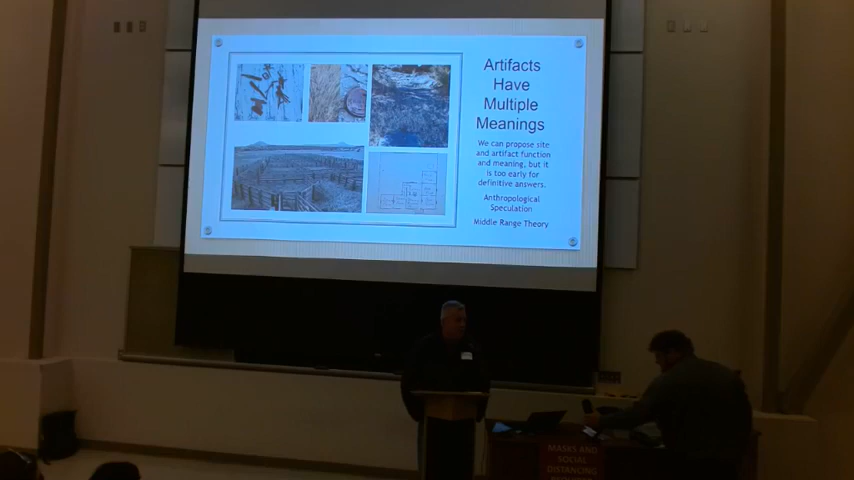 Artifacts
Have
Multiple
Meanings
We can propose site
and artifact function
and meaning, but it
is too early for
definitive answers.
Anthropological
Speculation
Middle Range Theory
MASKS AND
SOCIAL
DISTANCING